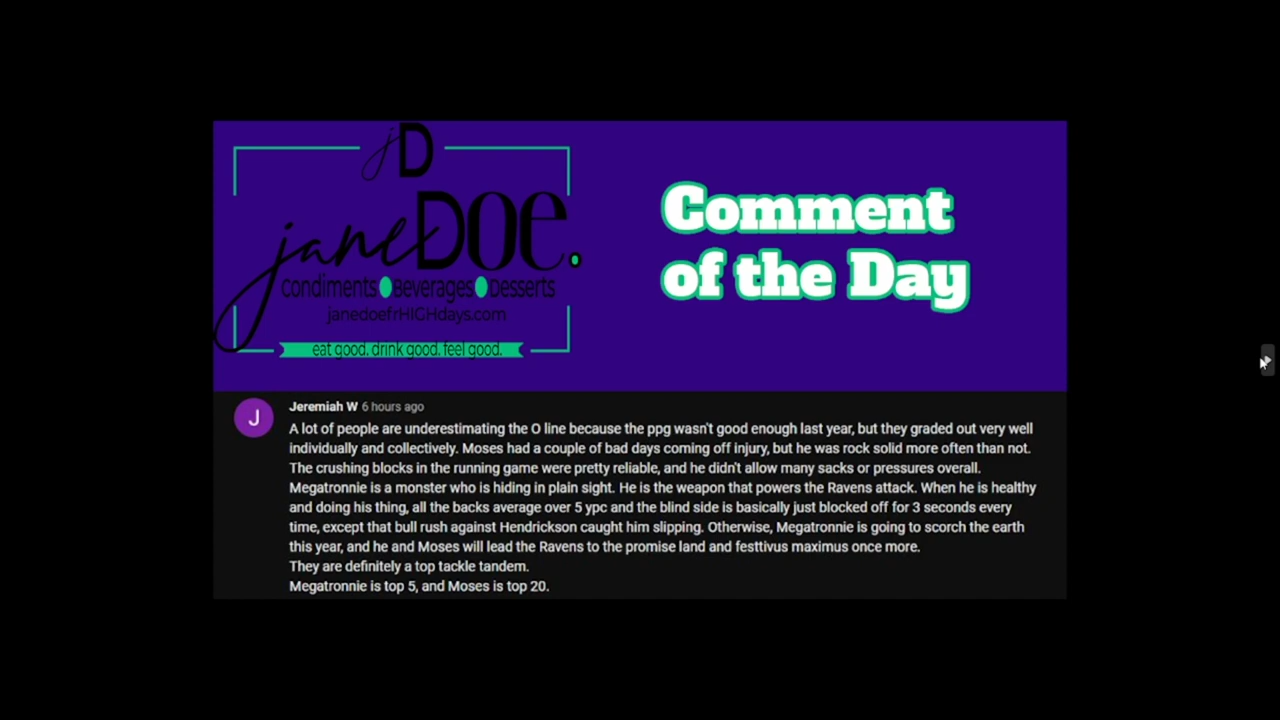 jD
janeDOE.
Condiments Beverages Desserts
janedoefrHIGHdays.com
eat good. drink good. feel good.
Comment
of the Day
J
Jeremiah W 6 hours ago
A lot of people are underestimating the O line because the ppg wasn't good enough last year, but they graded out very well
individually and collectively. Moses had a couple of bad days coming off injury, but he was rock solid more often than not.
The crushing blocks in the running game were pretty reliable, and he didn't allow many sacks or pressures overall.
Megatronnie is a monster who is hiding in plain sight. He is the weapon that powers the Ravens attack. When he is healthy
and doing his thing, all the backs average over 5 ypc and the blind side is basically just blocked off for 3 seconds every
time, except that bull rush against Hendrickson caught him slipping. Otherwise, Megatronnie is going to scorch the earth
this year, and he and Moses will lead the Ravens to the promise land and festtivus maximus once more.
They are definitely a top tackle tandem.
Megatronnie is top 5, and Moses is top 20.